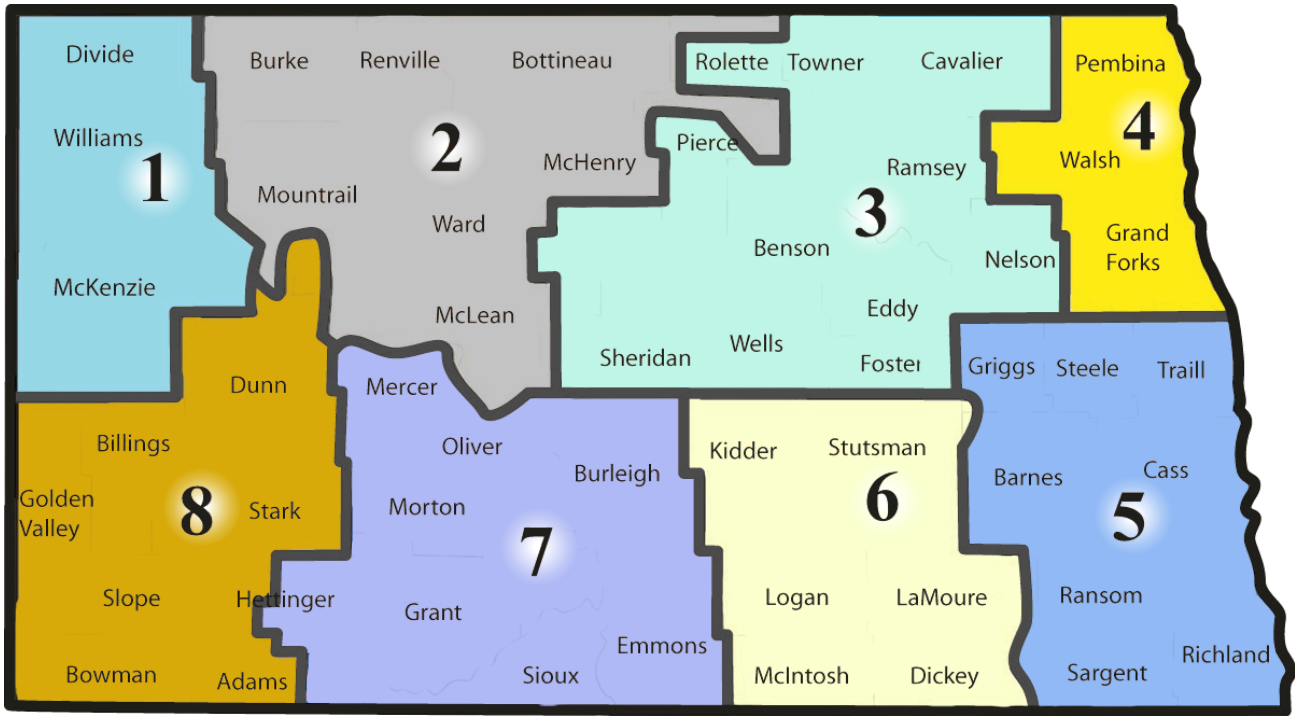 Divide
Williams
1
McKenzie
Burke
Renville
Bottineau
2
McHenry
Mountrail
Ward
McLean
Rolette
Towner
Cavalier
Pierce
Ramsey
3
Benson
Nelson
Eddy
Wells
Sheridan
Foster
Pembina
4
Walsh
Grand
Forks
Griggs
Steele
Traill
Barnes
Cass
5
Ransom
Richland
Sargent
Kidder
Stutsman
6
Logan
LaMoure
McIntosh
Dickey
Mercer
Oliver
Burleigh
Morton
7
Grant
Emmons
Sioux
Dunn
Billings
Golden
Valley
8
Stark
Slope
Hettinger
Bowman
Adams